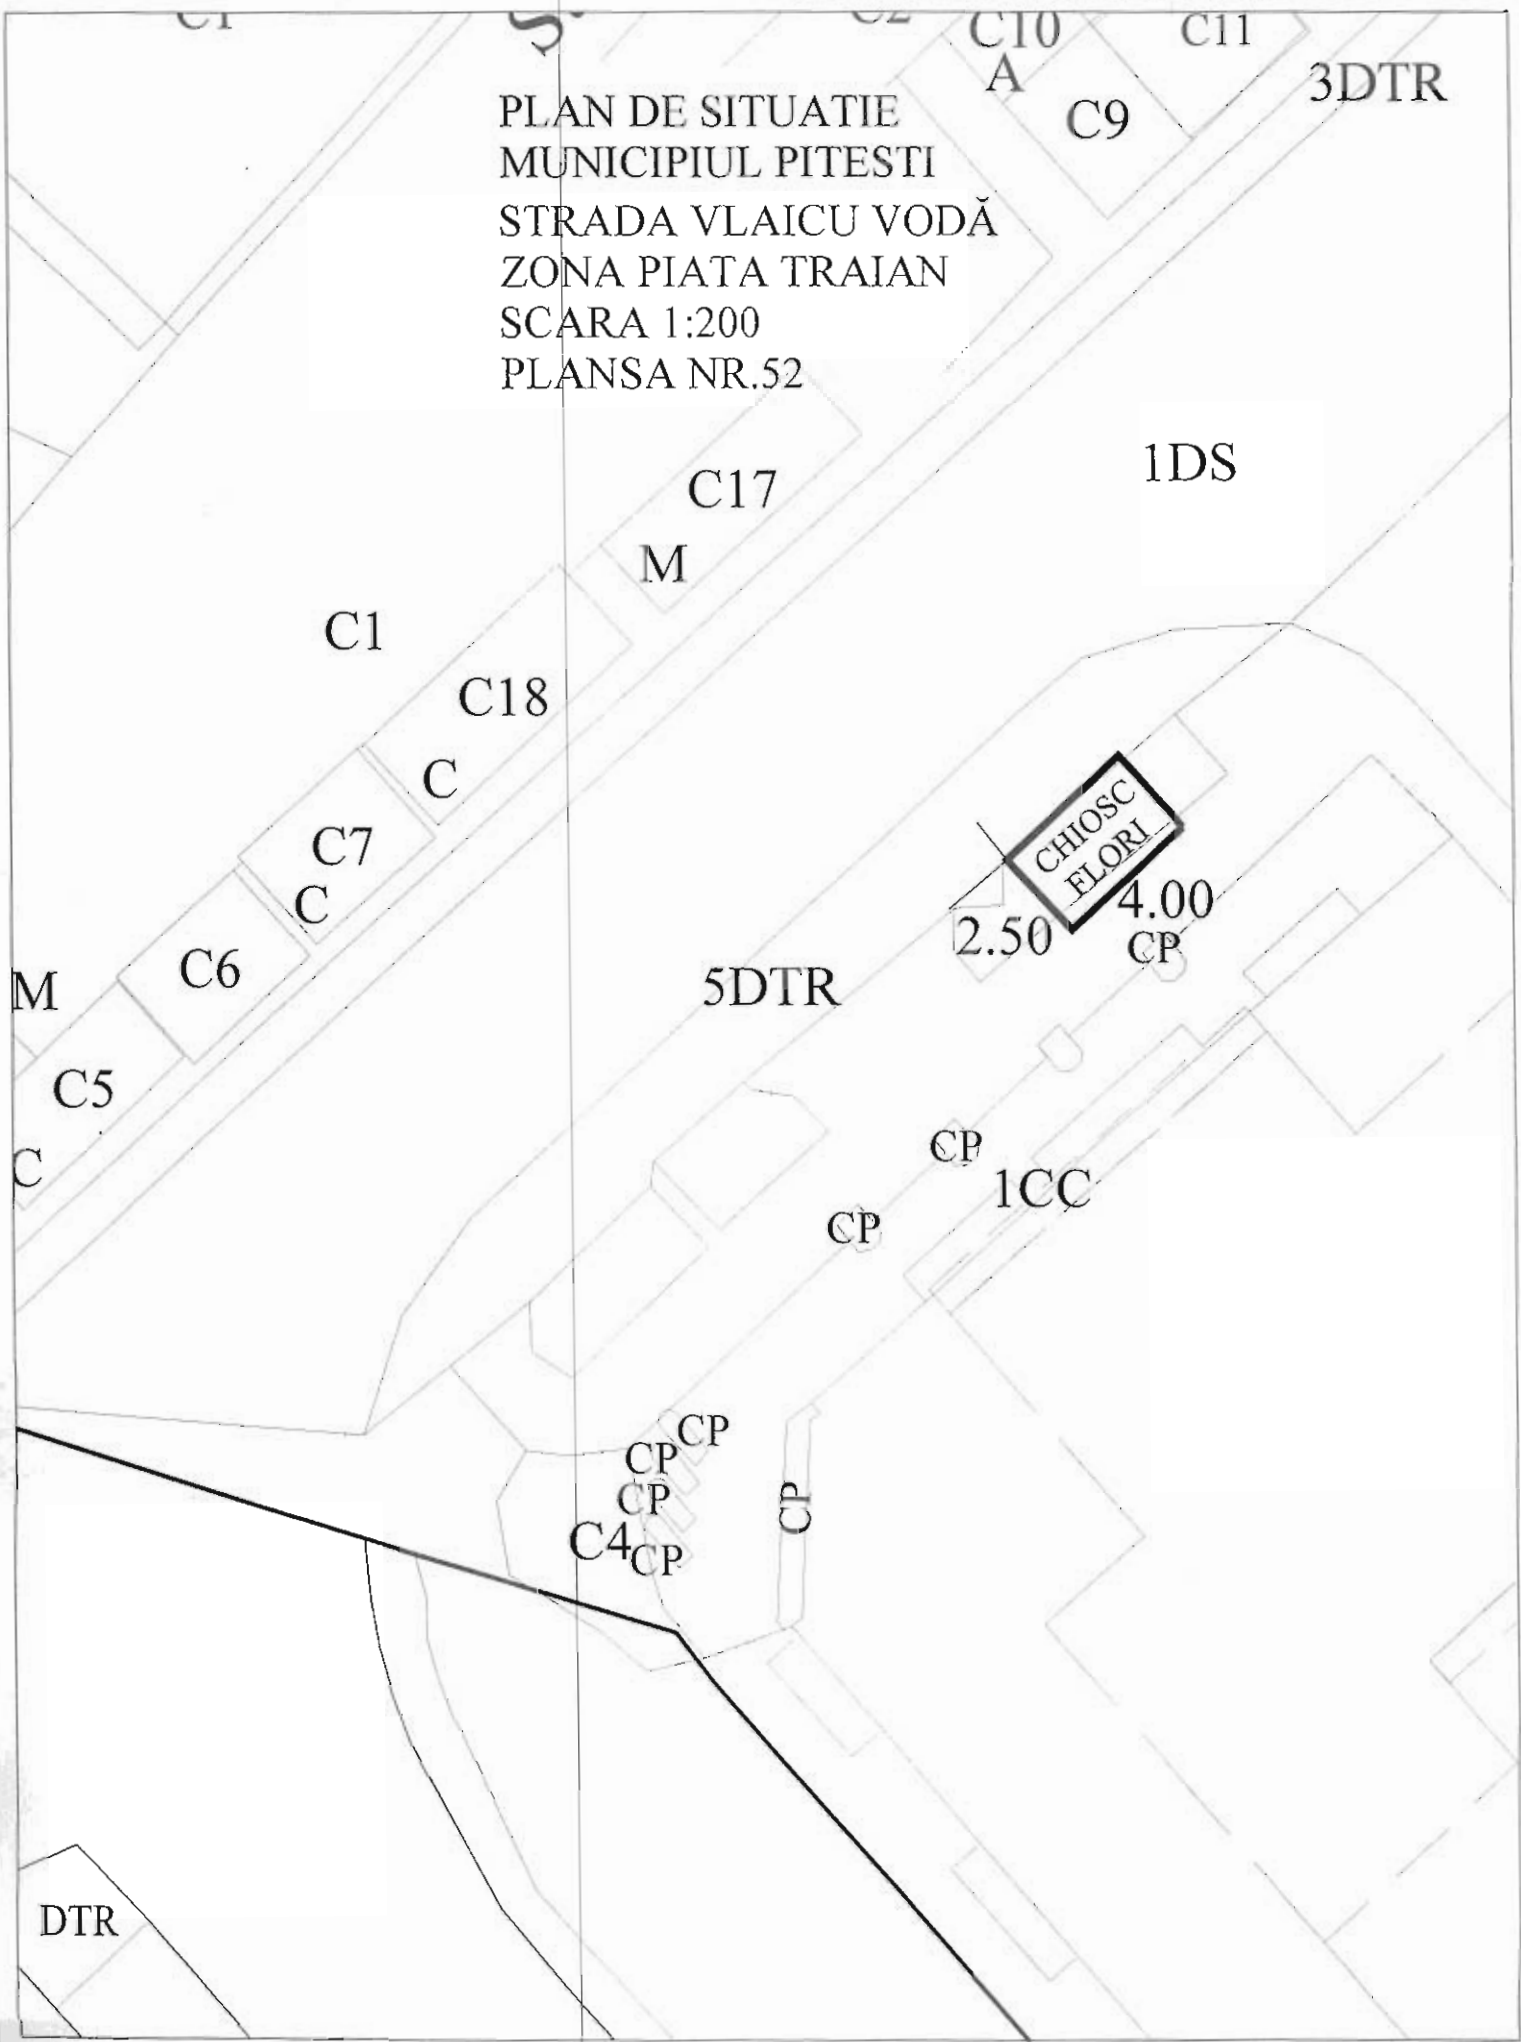 C1
S.
C2
C10
C11
A
3DTR
C9
PLAN DE SITUATIE
MUNICIPIUL PITESTI
STRADA VLAICU VODĂ
ZONA PIATA TRAIAN
SCARA 1:200
PLANSA NR.52
1DS
C17
M
C1
C18
C
C7
C
C6
M
C5
C
CHIOSC
FLORI
4.00
2.50
CP
5DTR
CP
1CC
CP
CP
CP
CP
CP
C4
CP
DTR